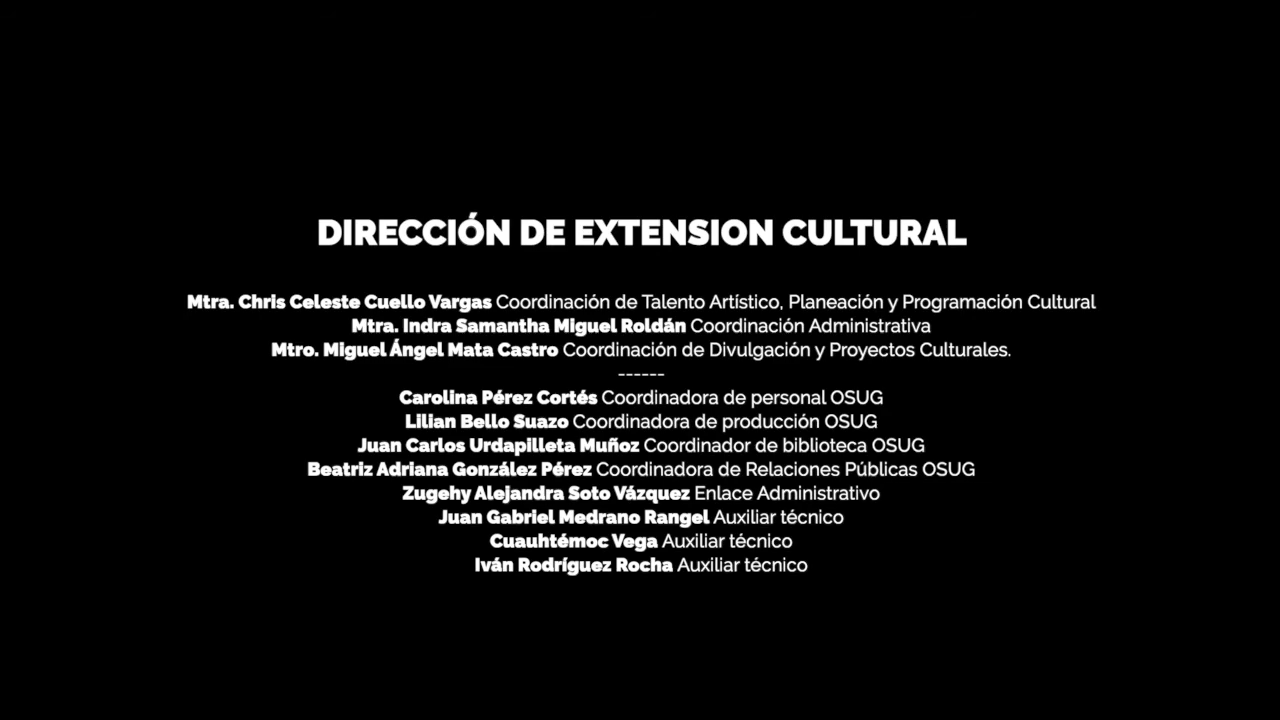 DIRECCIÓN DE EXTENSION CULTURAL
Mtra. Chris Celeste Cuello Vargas Coordinación de Talento Artístico, Planeación y Programación Cultural
Mtra. Indra Samantha Miguel Roldán Coordinación Administrativa
Mtro. Miguel Ángel Mata Castro Coordinación de Divulgación y Proyectos Culturales.
------
Carolina Pérez Cortés Coordinadora de personal OSUG
Lilian Bello Suazo Coordinadora de producción OSUG
Juan Carlos Urdapilleta Muñoz Coordinador de biblioteca OSUG
Beatriz Adriana González Pérez Coordinadora de Relaciones Públicas OSUG
Zugehy Alejandra Soto Vázquez Enlace Administrativo
Juan Gabriel Medrano Rangel Auxiliar técnico
Cuauhtémoc Vega Auxiliar técnico
Iván Rodríguez Rocha Auxiliar técnico